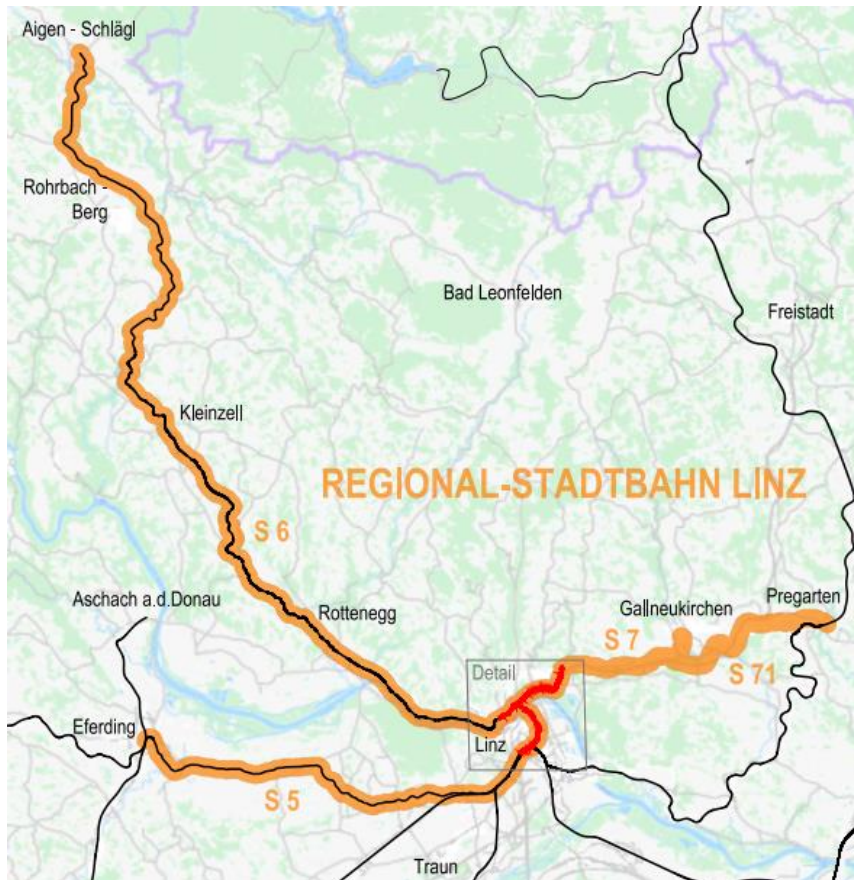 Aigen - Schlägl
Rohrbach -
Berg
Bad Leonfelden
Freistadt
Kleinzell
REGIONAL-STADTBAHN LINZ
S 6
Aschach a.d.Donau
Rottenegg
Gallneukirchen
Pregarten
S 7
S 71
Detail
Eferding
Linz
S 5
Traun